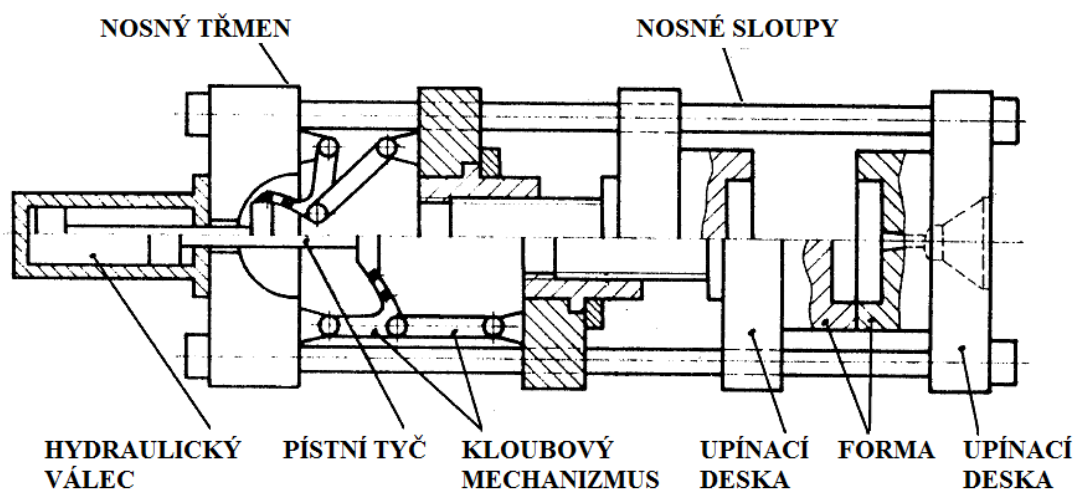 NOSNÝ TŘMEN
NOSNÉ SLOUPY
HYDRAULICKÝ
VÁLEC
PÍSTNÍ TYČ
KLOUBOVÝ
MECHANIZMUS
UPÍNACÍ
DESKA
FORMA
UPÍNACÍ
DESKA